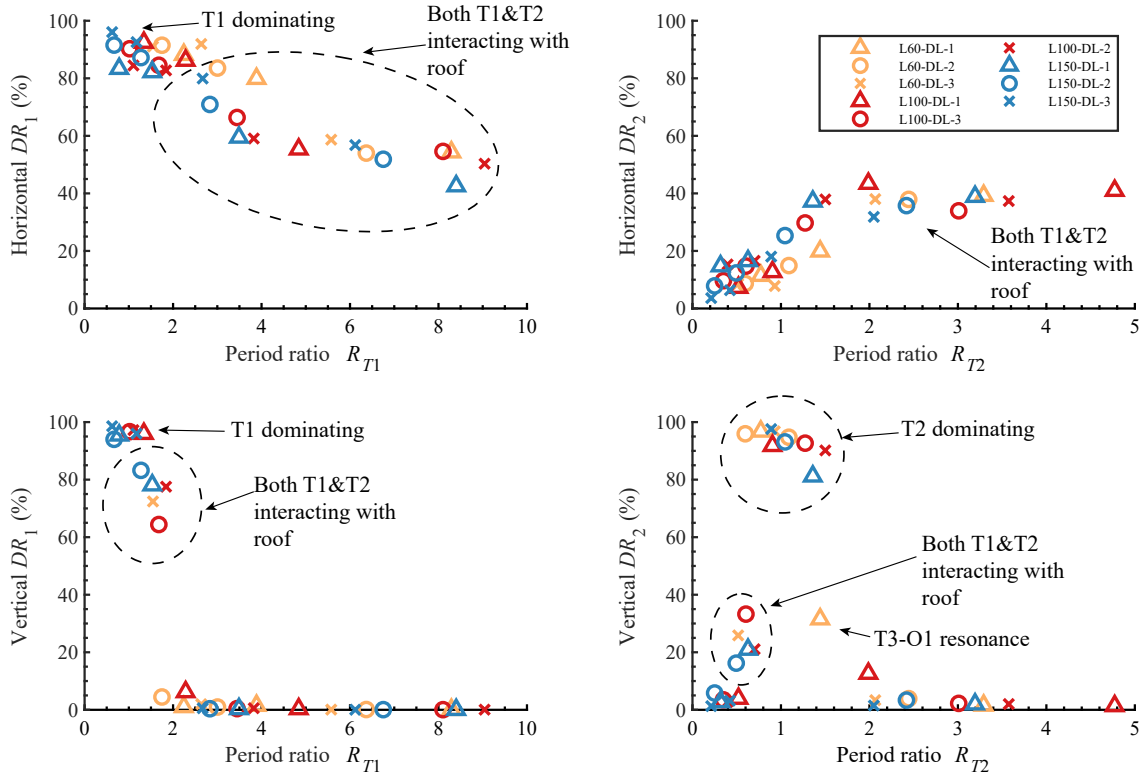 100
80
60
40
20
0
Horizontal DR1 (%)
T1 dominating
Both T1&T2
interacting with
roof
0
2
4
6
8
10
Period ratio RT1
100
80
60
40
20
0
Horizontal DR2 (%)
L60-DL-1
L60-DL-2
L60-DL-3
L100-DL-1
L100-DL-3
L100-DL-2
L150-DL-1
L150-DL-2
L150-DL-3
Both T1&T2
interacting with
roof
0
1
2
3
4
5
Period ratio RT2
100
80
60
40
20
0
Vertical DR1 (%)
T1 dominating
Both T1&T2
interacting with
roof
0
2
4
6
8
10
Period ratio RT1
100
80
60
40
20
0
Vertical DR2 (%)
T2 dominating
Both T1&T2
interacting with
roof
T3-O1 resonance
0
1
2
3
4
5
Period ratio RT2